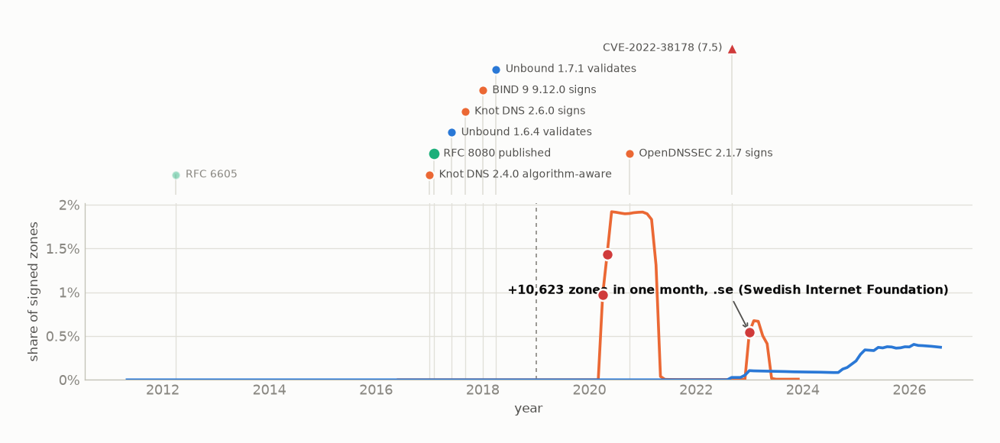 CVE-2022-38178 (7.5)
Unbound 1.7.1 validates
BIND 9 9.12.0 signs
Knot DNS 2.6.0 signs
Unbound 1.6.4 validates
RFC 8080 published
OpenDNSSEC 2.1.7 signs
RFC 6605
Knot DNS 2.4.0 algorithm-aware
2%
1.5%
1%
0.5%
0%
share of signed zones
+10,623 zones in one month, .se (Swedish Internet Foundation)
2012 2014 2016 2018 2020 2022 2024 2026
year